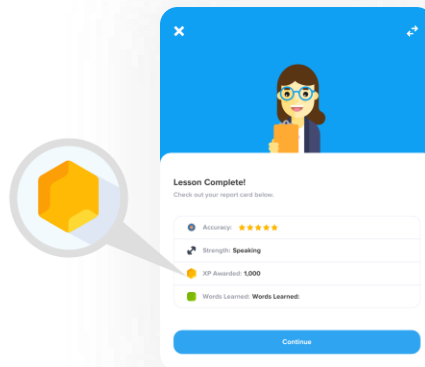 Lesson Complete!
Check out your report card below.
Accuracy:
Strength: Speaking
XP Awarded: 1,000
Words Learned: Words Learned:
Continue